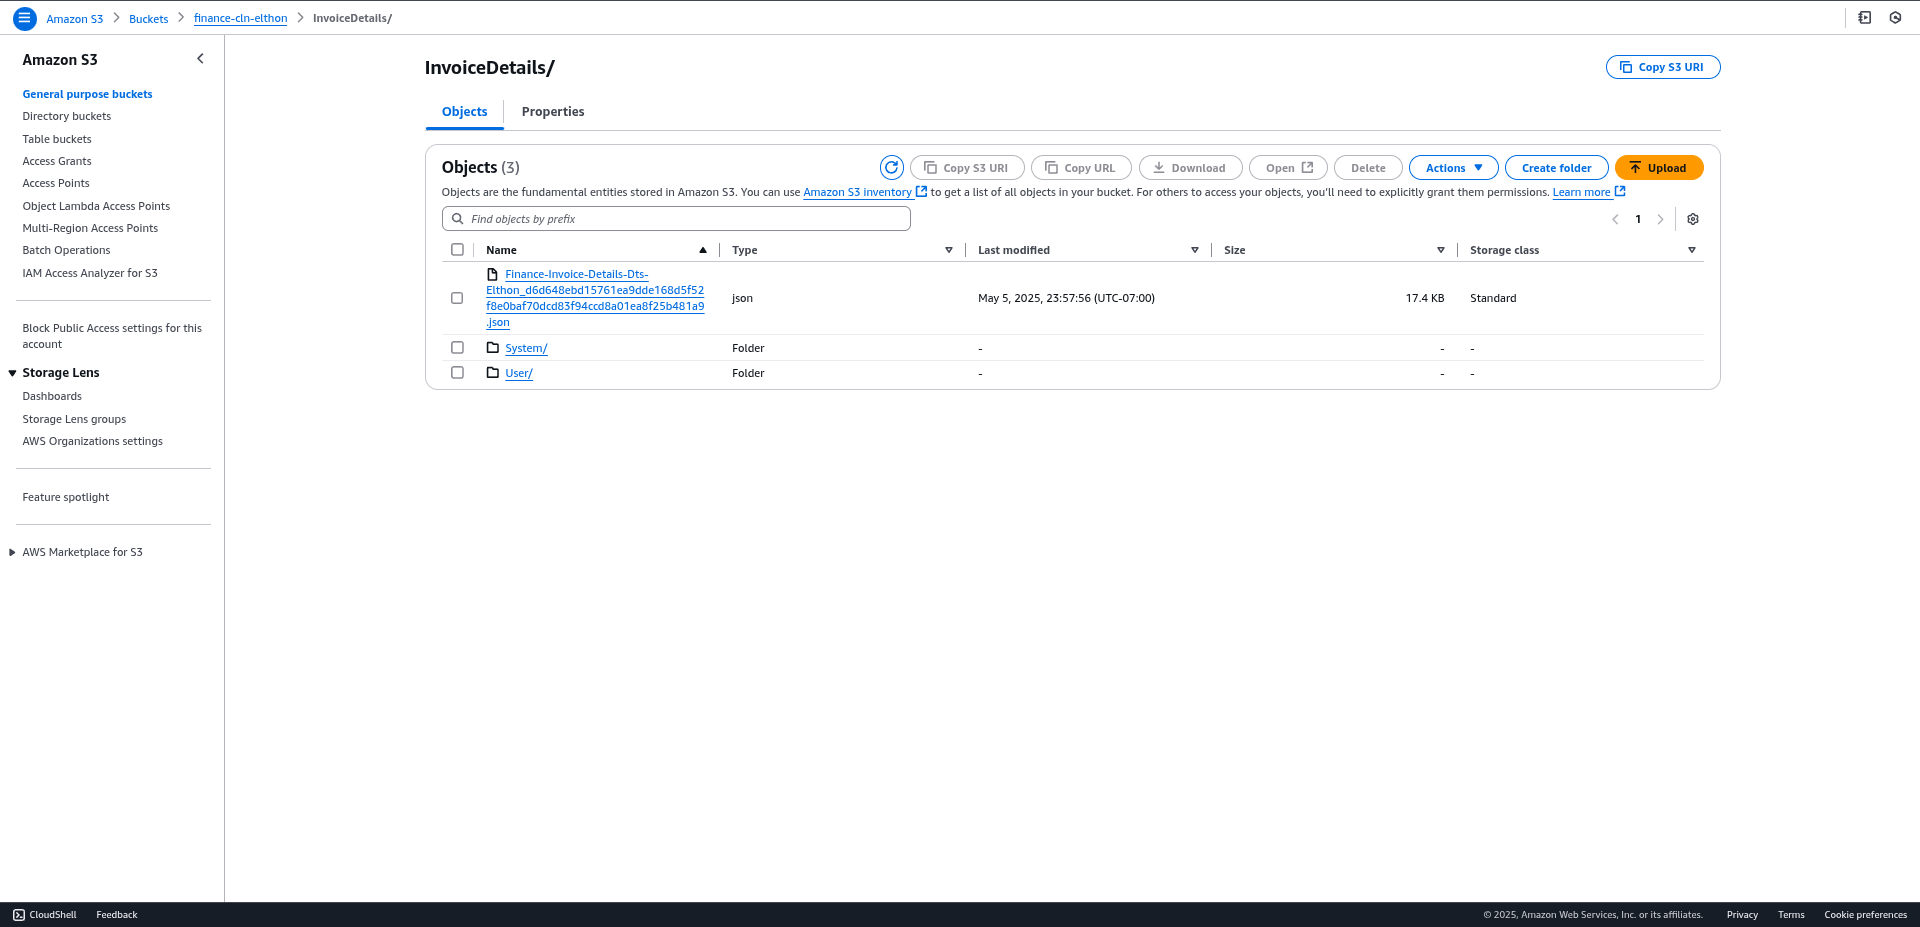 Amazon S3 > Buckets > finance-cln-elthon > InvoiceDetails/
Amazon S3
General purpose buckets
Directory buckets
Table buckets
Access Grants
Access Points
Object Lambda Access Points
Multi-Region Access Points
Batch Operations
IAM Access Analyzer for S3
Block Public Access settings for this
account
Storage Lens
Dashboards
Storage Lens groups
AWS Organizations settings
Feature spotlight
AWS Marketplace for S3
InvoiceDetails/
Copy S3 URI
Objects Properties
Objects (3)
Copy S3 URI Copy URL Download Open Delete Actions Create folder Upload
Objects are the fundamental entities stored in Amazon S3. You can use Amazon S3 inventory to get a list of all objects in your bucket. For others to access your objects, you'll need to explicitly grant them permissions. Learn more
Find objects by prefix
1
Name Type Last modified Size Storage class
Finance-Invoice-Details-Dts-
Elthon_d6d648ebd15761ea9dde168d5f52
f8e0baf70dcd83f94ccd8a01ea8f25b481a9
.json
json May 5, 2025, 23:57:56 (UTC-07:00) 17.4 KB Standard
System/ Folder - - -
User/ Folder - - -
CloudShell Feedback © 2025, Amazon Web Services, Inc. or its affiliates. Privacy Terms Cookie preferences